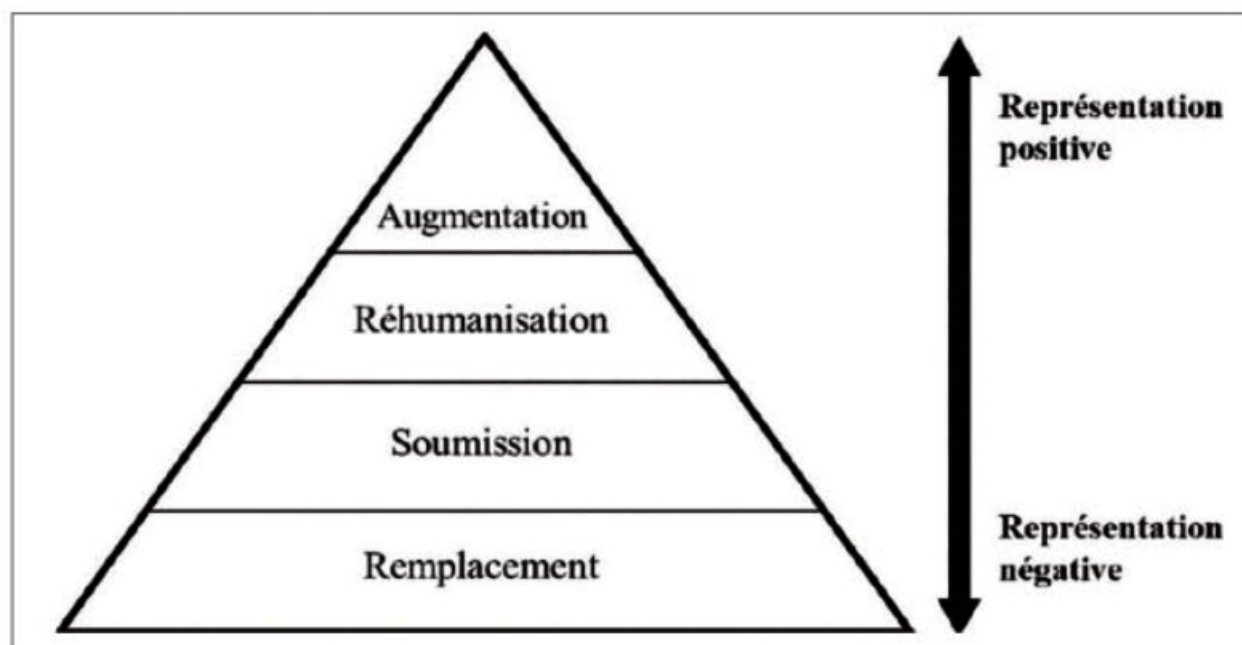 Représentation
positive
Augmentation
Réhumanisation
Soumission
Représentation
négative
Remplacement